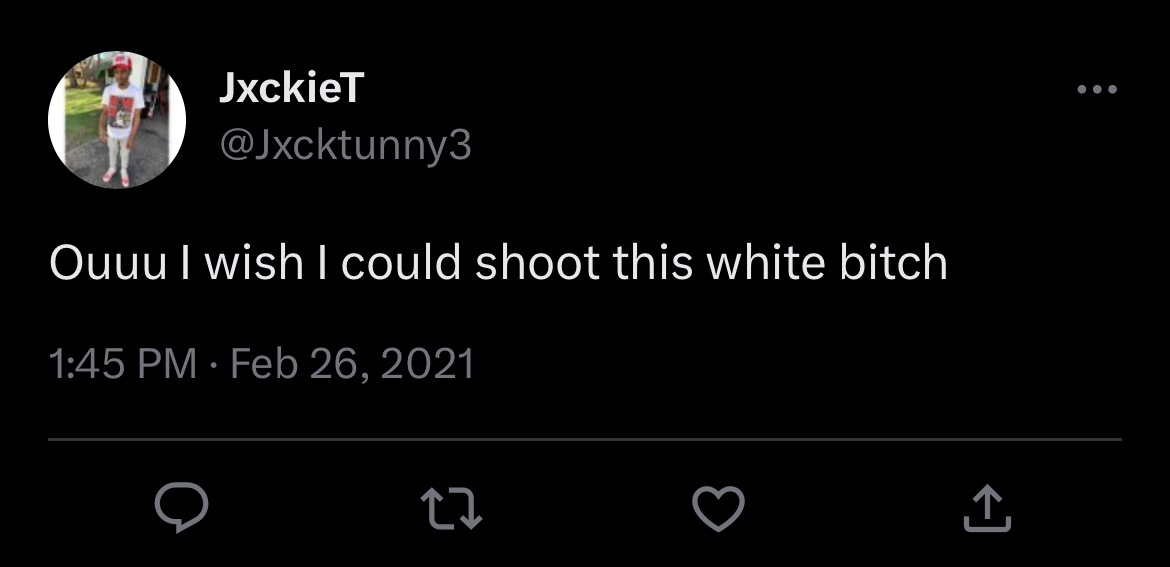 JxckieT
@Jxcktunny3
Ouuu I wish I could shoot this white bitch
1:45 PM · Feb 26, 2021